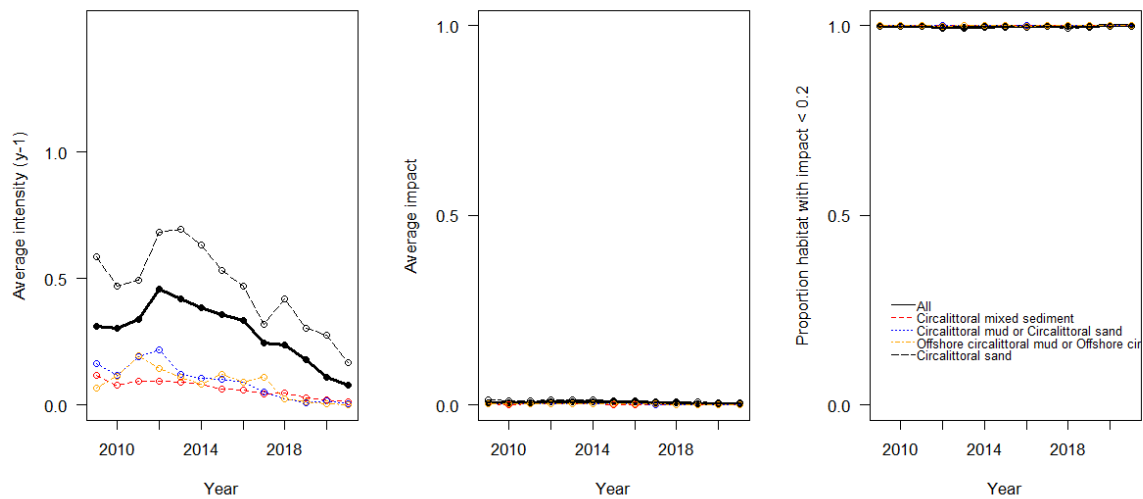 Average intensity (y-1)
1.0
0.5
0.0
2010 2014 2018
Year
Average impact
1.0
0.5
0.0
2010 2014 2018
Year
Proportion habitat with impact < 0.2
1.0
0.5
0.0
All
Circalittoral mixed sediment
Circalittoral mud or Circalittoral sand
Offshore circalittoral mud or Offshore cir
Circalittoral sand
2010 2014 2018
Year